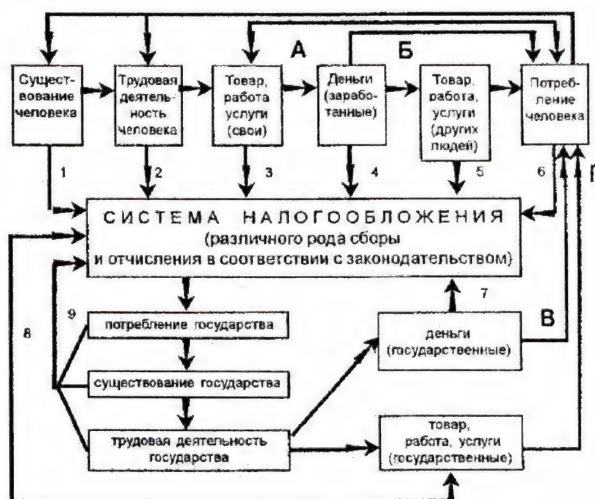 А
Б
Сущест-
вование
человека
Трудовая
деятель-
ность
человека
Товар,
работа
услуги
(свои)
Деньги
(зарабо-
танные)
Товар,
работа,
услуги
(других
людей)
Потреб-
ление
человека
1
2
3
4
5
6
Г
СИСТЕМА НАЛОГООБЛОЖЕНИЯ
(различного рода сборы
и отчисления в соответствии с законодательством)
7
8
9
потребление государства
существование государства
трудовая деятельность
государства
деньги
(государственные)
В
товар,
работа, услуги
(государственные)